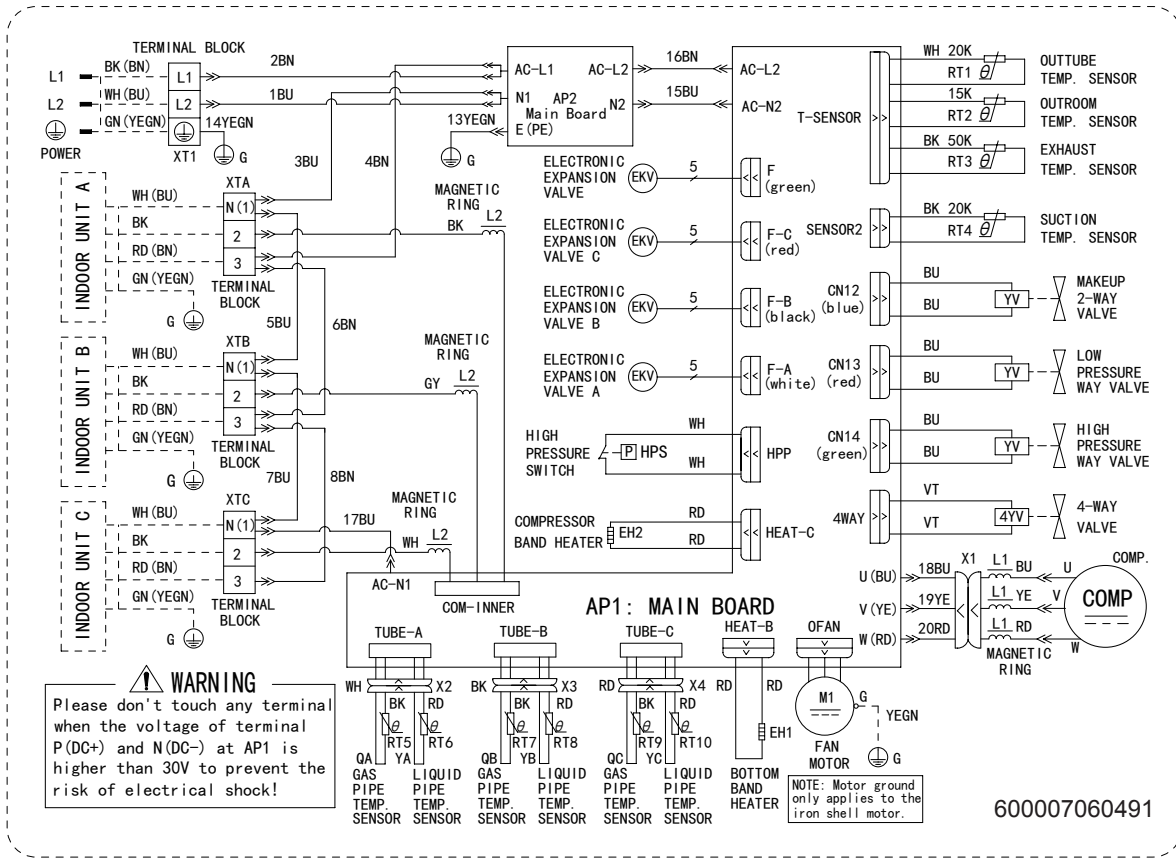 TERMINAL BLOCK
L1
BK(BN)
L1
2BN
L2
WH(BU)
L2
1BU
GN(YEGN)
14YEGN
POWER
XT1
G
AC-L1
AC-L2
N1
AP2
Main Board
N2
E(PE)
13YEGN
G
16BN
15BU
AC-L2
AC-N2
T-SENSOR
WH 20K
RT1 θ
OUTTUBE
TEMP. SENSOR
15K
RT2 θ
OUTROOM
TEMP. SENSOR
BK 50K
RT3 θ
EXHAUST
TEMP. SENSOR
SENSOR2
BK 20K
RT4 θ
SUCTION
TEMP. SENSOR
INDOOR UNIT A
WH(BU)
BK
RD(BN)
GN(YEGN)
G
XTA
N(1)
2
3
TERMINAL
BLOCK
3BU
4BN
MAGNETIC
RING
BK
L2
5BU
6BN
INDOOR UNIT B
WH(BU)
BK
RD(BN)
GN(YEGN)
G
XTB
N(1)
2
3
TERMINAL
BLOCK
MAGNETIC
RING
GY
L2
7BU
8BN
INDOOR UNIT C
WH(BU)
BK
RD(BN)
GN(YEGN)
G
XTC
N(1)
2
3
TERMINAL
BLOCK
17BU
MAGNETIC
RING
WH
L2
AC-N1
COM-INNER
ELECTRONIC
EXPANSION
VALVE
EKV
5
F
(green)
ELECTRONIC
EXPANSION
VALVE C
EKV
5
F-C
(red)
ELECTRONIC
EXPANSION
VALVE B
EKV
5
F-B
(black)
ELECTRONIC
EXPANSION
VALVE A
EKV
5
F-A
(white)
HIGH
PRESSURE
SWITCH
P
HPS
WH
WH
HPP
COMPRESSOR
BAND HEATER
EH2
RD
RD
HEAT-C
CN12
(blue)
BU
BU
YV
MAKEUP
2-WAY
VALVE
CN13
(red)
BU
BU
YV
LOW
PRESSURE
WAY VALVE
CN14
(green)
BU
BU
YV
HIGH
PRESSURE
WAY VALVE
4WAY
VT
VT
4YV
4-WAY
VALVE
U(BU)
18BU
V(YE)
19YE
W(RD)
20RD
X1
L1
BU
U
L1
YE
V
L1
RD
W
MAGNETIC
RING
COMP.
COMP
AP1: MAIN BOARD
TUBE-A
WH
X2
BK
RD
θ
RT5
θ
RT6
QA
YA
GAS
PIPE
TEMP.
SENSOR
LIQUID
PIPE
TEMP.
SENSOR
TUBE-B
BK
X3
BK
RD
θ
RT7
θ
RT8
QB
YB
GAS
PIPE
TEMP.
SENSOR
LIQUID
PIPE
TEMP.
SENSOR
TUBE-C
RD
X4
BK
RD
θ
RT9
θ
RT10
QC
YC
GAS
PIPE
TEMP.
SENSOR
LIQUID
PIPE
TEMP.
SENSOR
HEAT-B
RD
RD
EH1
BOTTOM
BAND
HEATER
OFAN
M1
G
YEGN
G
FAN
MOTOR
NOTE: Motor ground
only applies to the
iron shell motor.
WARNING
Please don't touch any terminal
when the voltage of terminal
P(DC+) and N(DC-) at AP1 is
higher than 30V to prevent the
risk of electrical shock!
600007060491